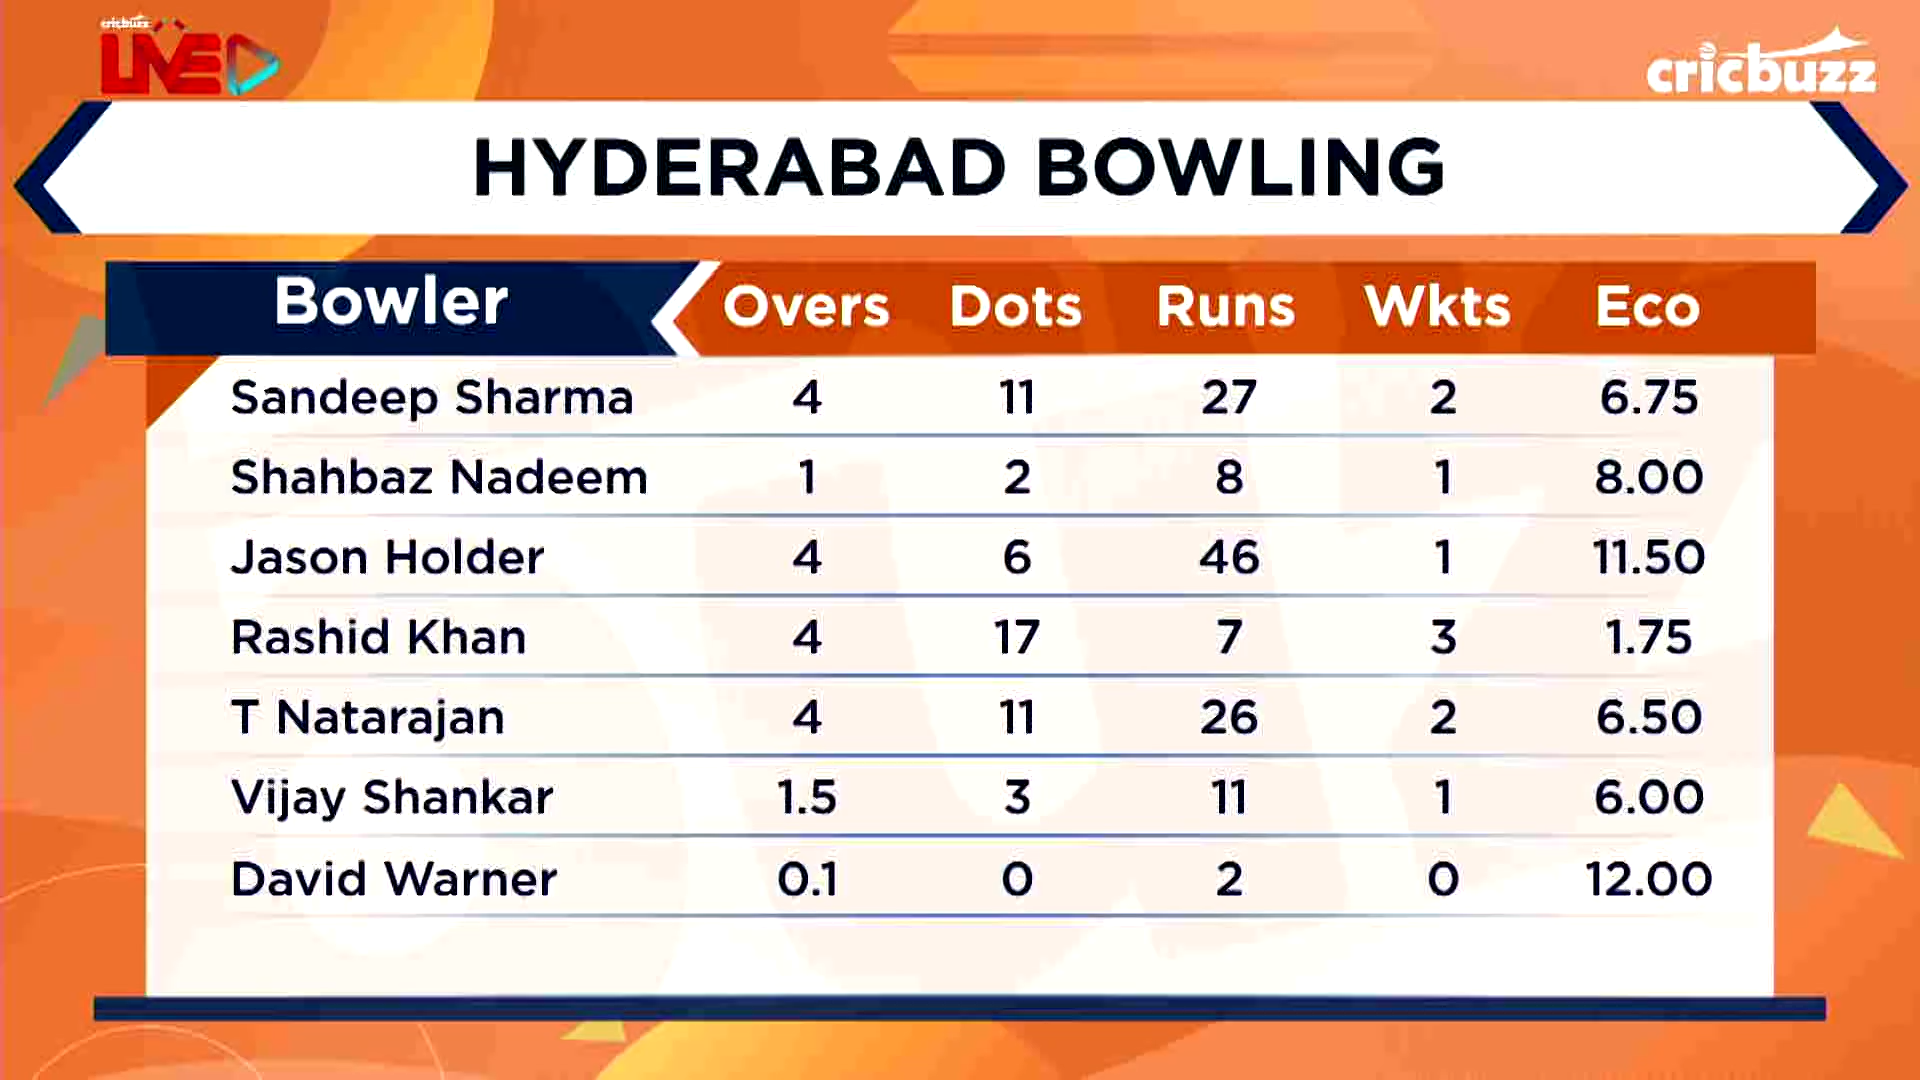 cricbuzz
LIVE
cricbuzz
HYDERABAD BOWLING
Bowler Overs Dots Runs Wkts Eco
Sandeep Sharma 4 11 27 2 6.75
Shahbaz Nadeem 1 2 8 1 8.00
Jason Holder 4 6 46 1 11.50
Rashid Khan 4 17 7 3 1.75
T Natarajan 4 11 26 2 6.50
Vijay Shankar 1.5 3 11 1 6.00
David Warner 0.1 0 2 0 12.00